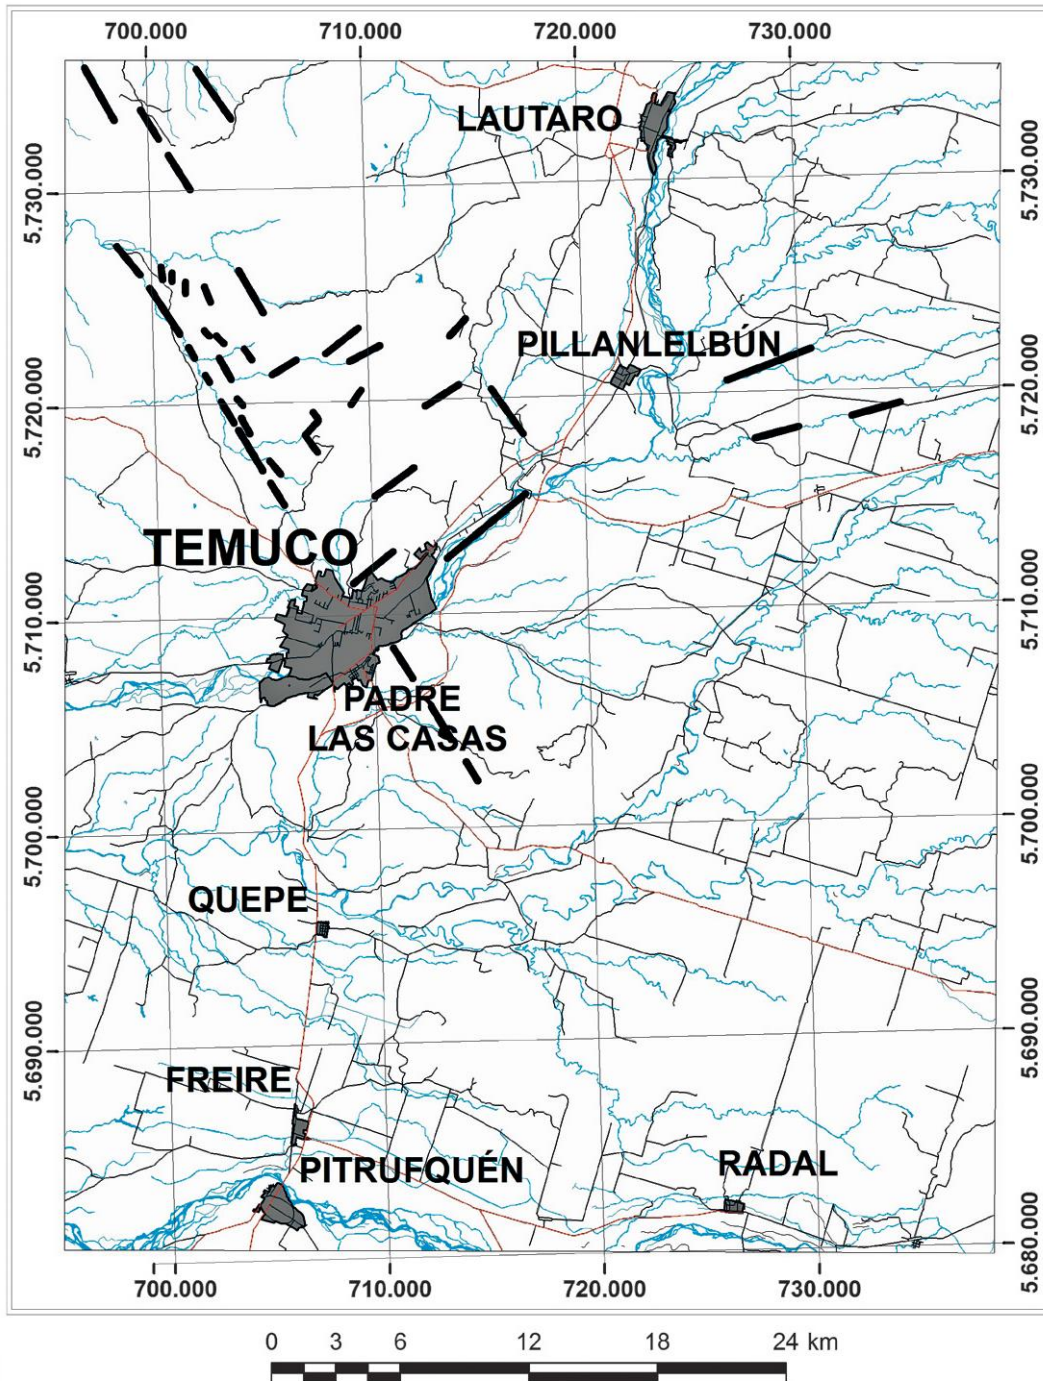 700.000 710.000 720.000 730.000
LAUTARO
5.730.000 5.730.000
PILLANLELBÚN
5.720.000 5.720.000
TEMUCO
5.710.000 5.710.000
PADRE
LAS CASAS
5.700.000 5.700.000
QUEPE
5.690.000 5.690.000
FREIRE
PITRUFQUÉN RADAL
5.680.000
700.000 710.000 720.000 730.000
0 3 6 12 18 24 km